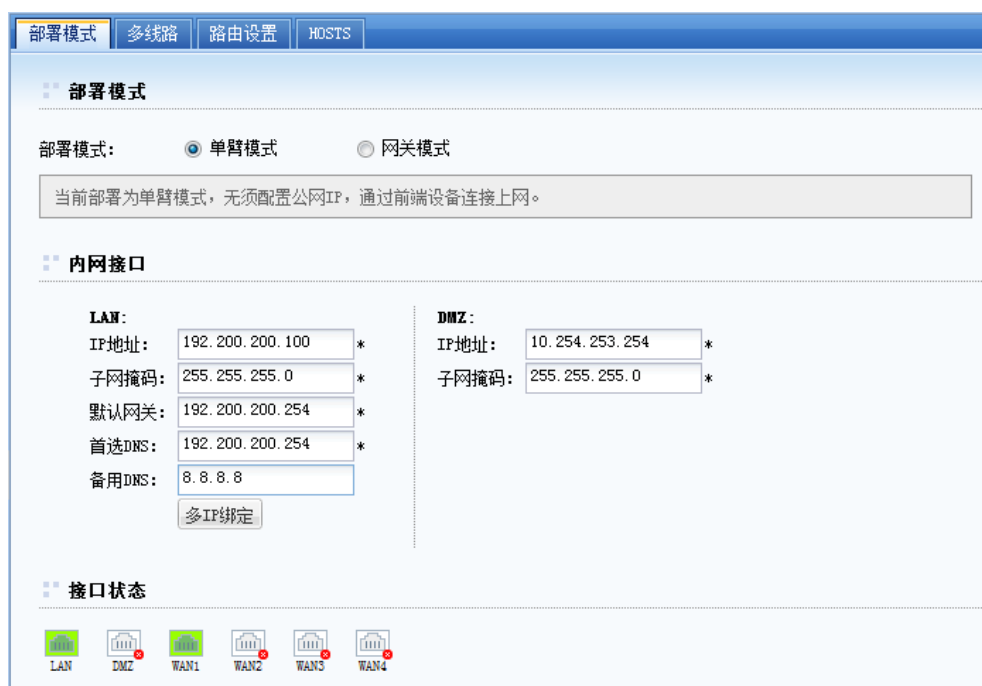 部署模式 多线路 路由设置 HOSTS
部署模式
部署模式： 单臂模式 网关模式
当前部署为单臂模式，无须配置公网IP，通过前端设备连接上网。
内网接口
LAN:
IP地址： 192.200.200.100 *
子网掩码： 255.255.255.0 *
默认网关： 192.200.200.254 *
首选DNS： 192.200.200.254 *
备用DNS： 8.8.8.8
多IP绑定
DMZ:
IP地址： 10.254.253.254 *
子网掩码： 255.255.255.0 *
接口状态
LAN DMZ WAN1 WAN2 WAN3 WAN4